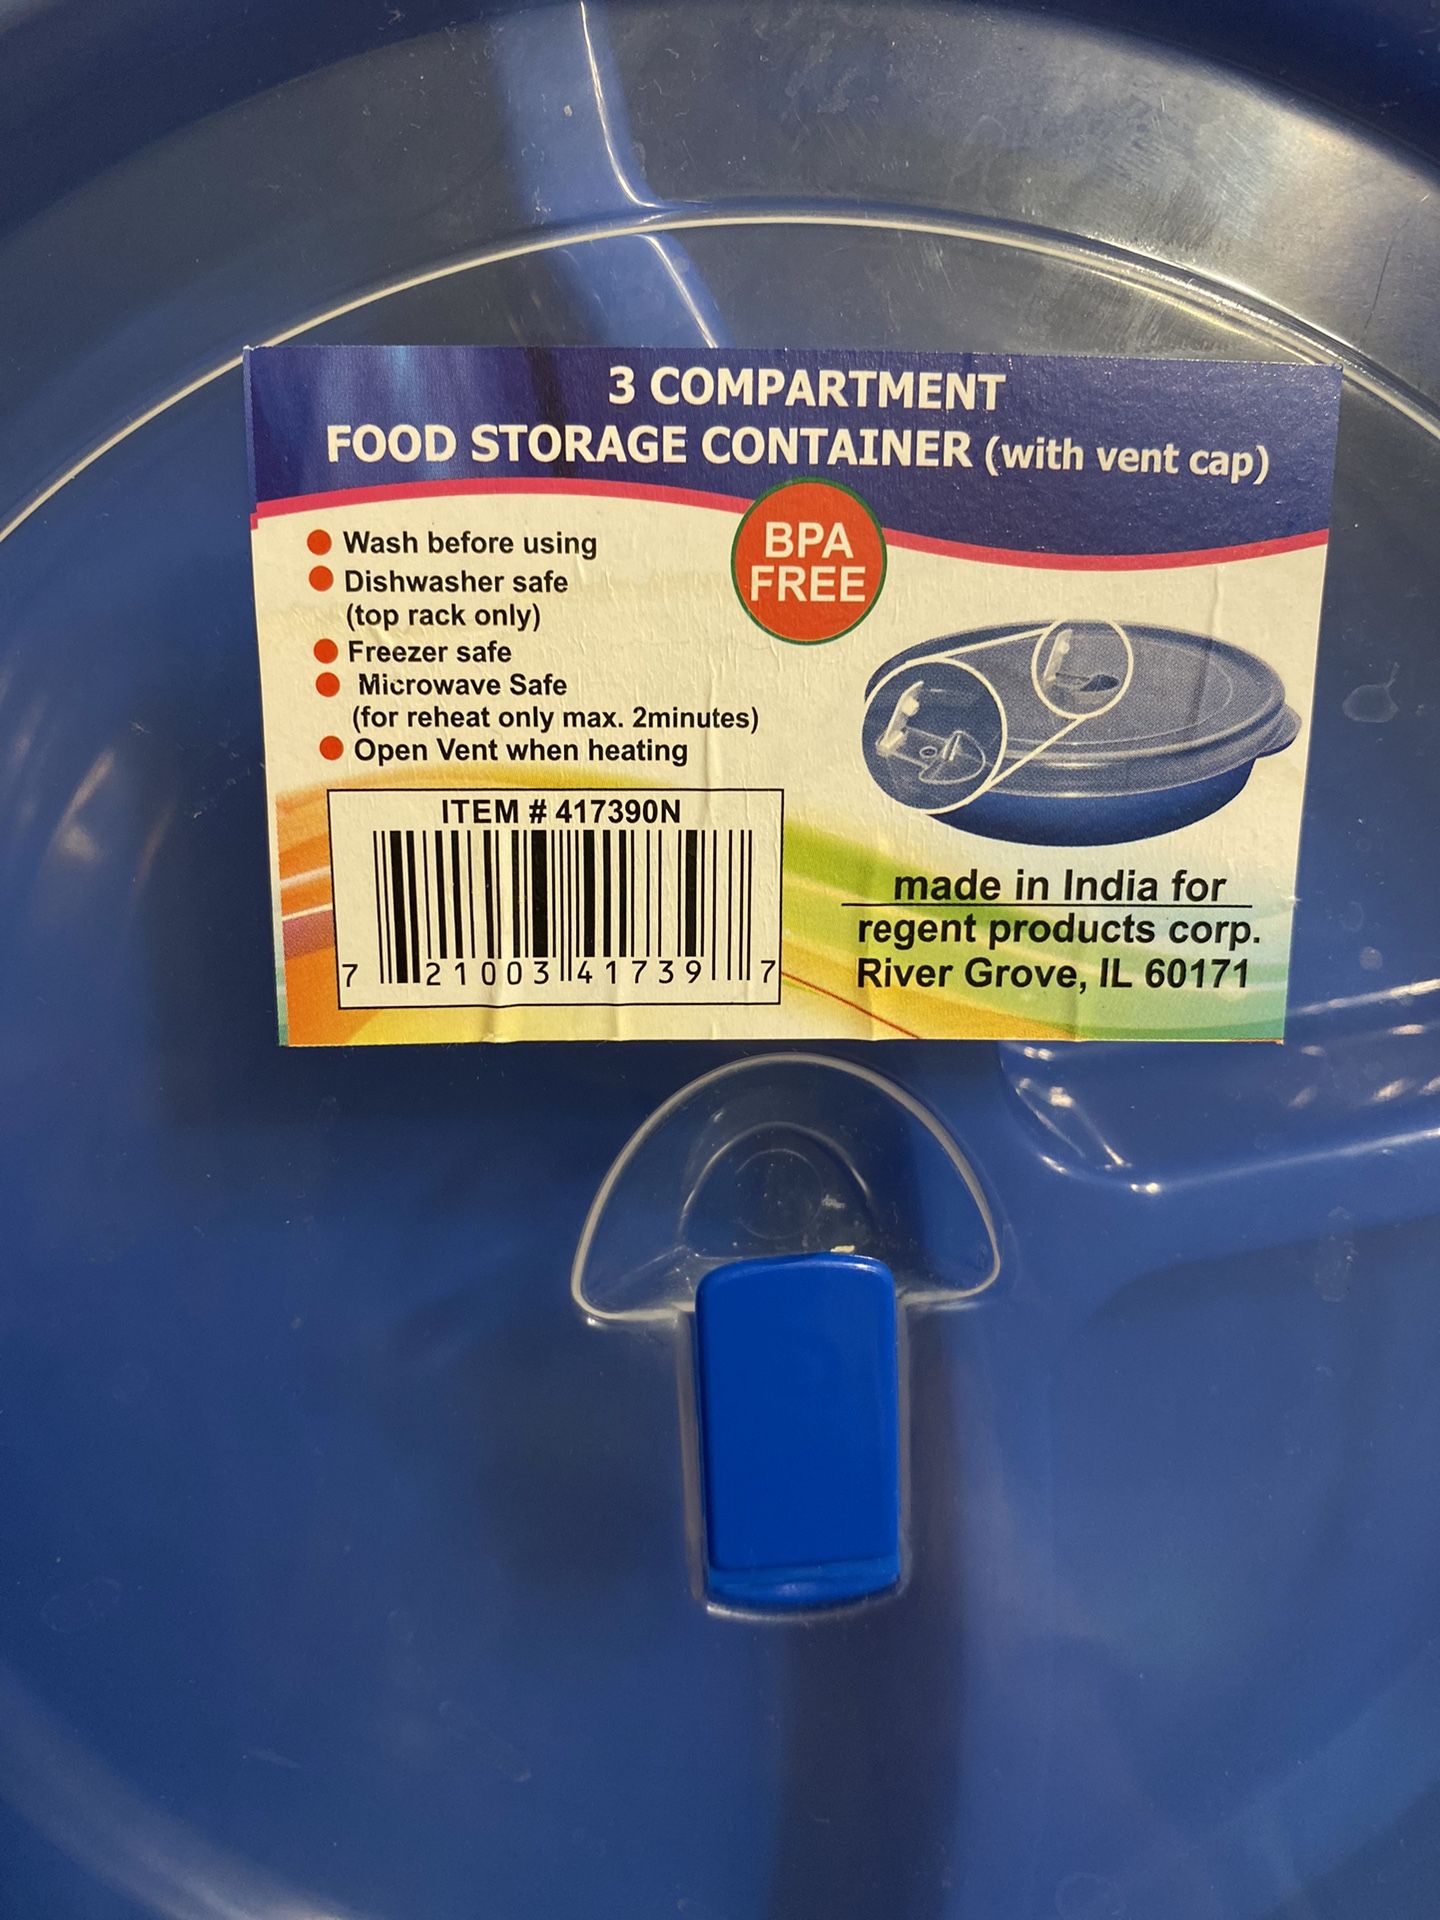 3 COMPARTMENT
FOOD STORAGE CONTAINER (with vent cap)
BPA
FREE
Wash before using
Dishwasher safe
(top rack only)
Freezer safe
Microwave Safe
(for reheat only max. 2minutes)
Open Vent when heating
ITEM # 417390N
7 21003 41739 7
made in India for
regent products corp.
River Grove, IL 60171